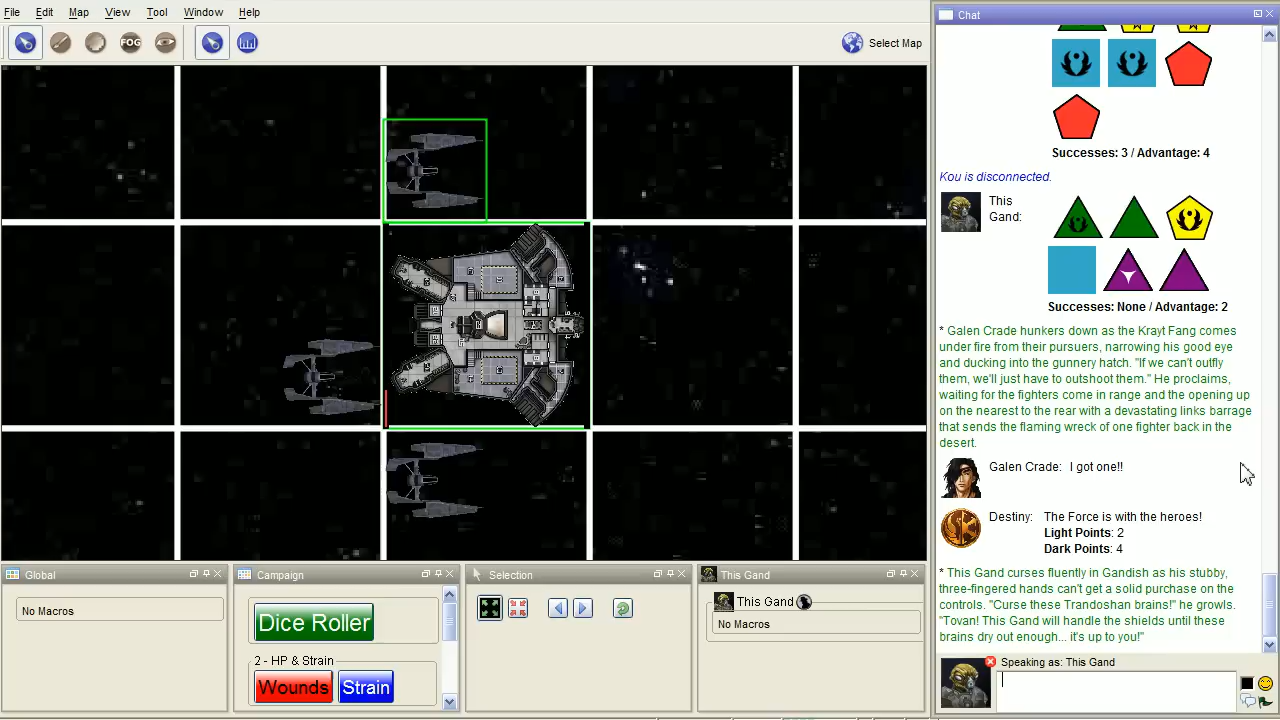 File Edit Map View Tool Window Help
Chat
FOG
Select Map
Successes: 3 / Advantage: 4
Kou is disconnected.
This
Gand:
Successes: None / Advantage: 2
* Galen Crade hunkers down as the Krayt Fang comes
under fire from their pursuers, narrowing his good eye
and ducking into the gunnery hatch. "If we can't outfly
them, we'll just have to outshoot them." He proclaims,
waiting for the fighters come in range and the opening up
on the nearest to the rear with a devastating links barrage
that sends the flaming wreck of one fighter back in the
desert.
Galen Crade: I got one!!
Destiny: The Force is with the heroes!
Light Points: 2
Dark Points: 4
* This Gand curses fluently in Gandish as his stubby,
three-fingered hands can't get a solid purchase on the
controls. "Curse these Trandoshan brains!" he growls.
"Tovan! This Gand will handle the shields until these
brains dry out enough... it's up to you!"
Speaking as: This Gand
Global
No Macros
Campaign
Dice Roller
2 - HP & Strain
Wounds Strain
Selection
This Gand
This Gand
No Macros